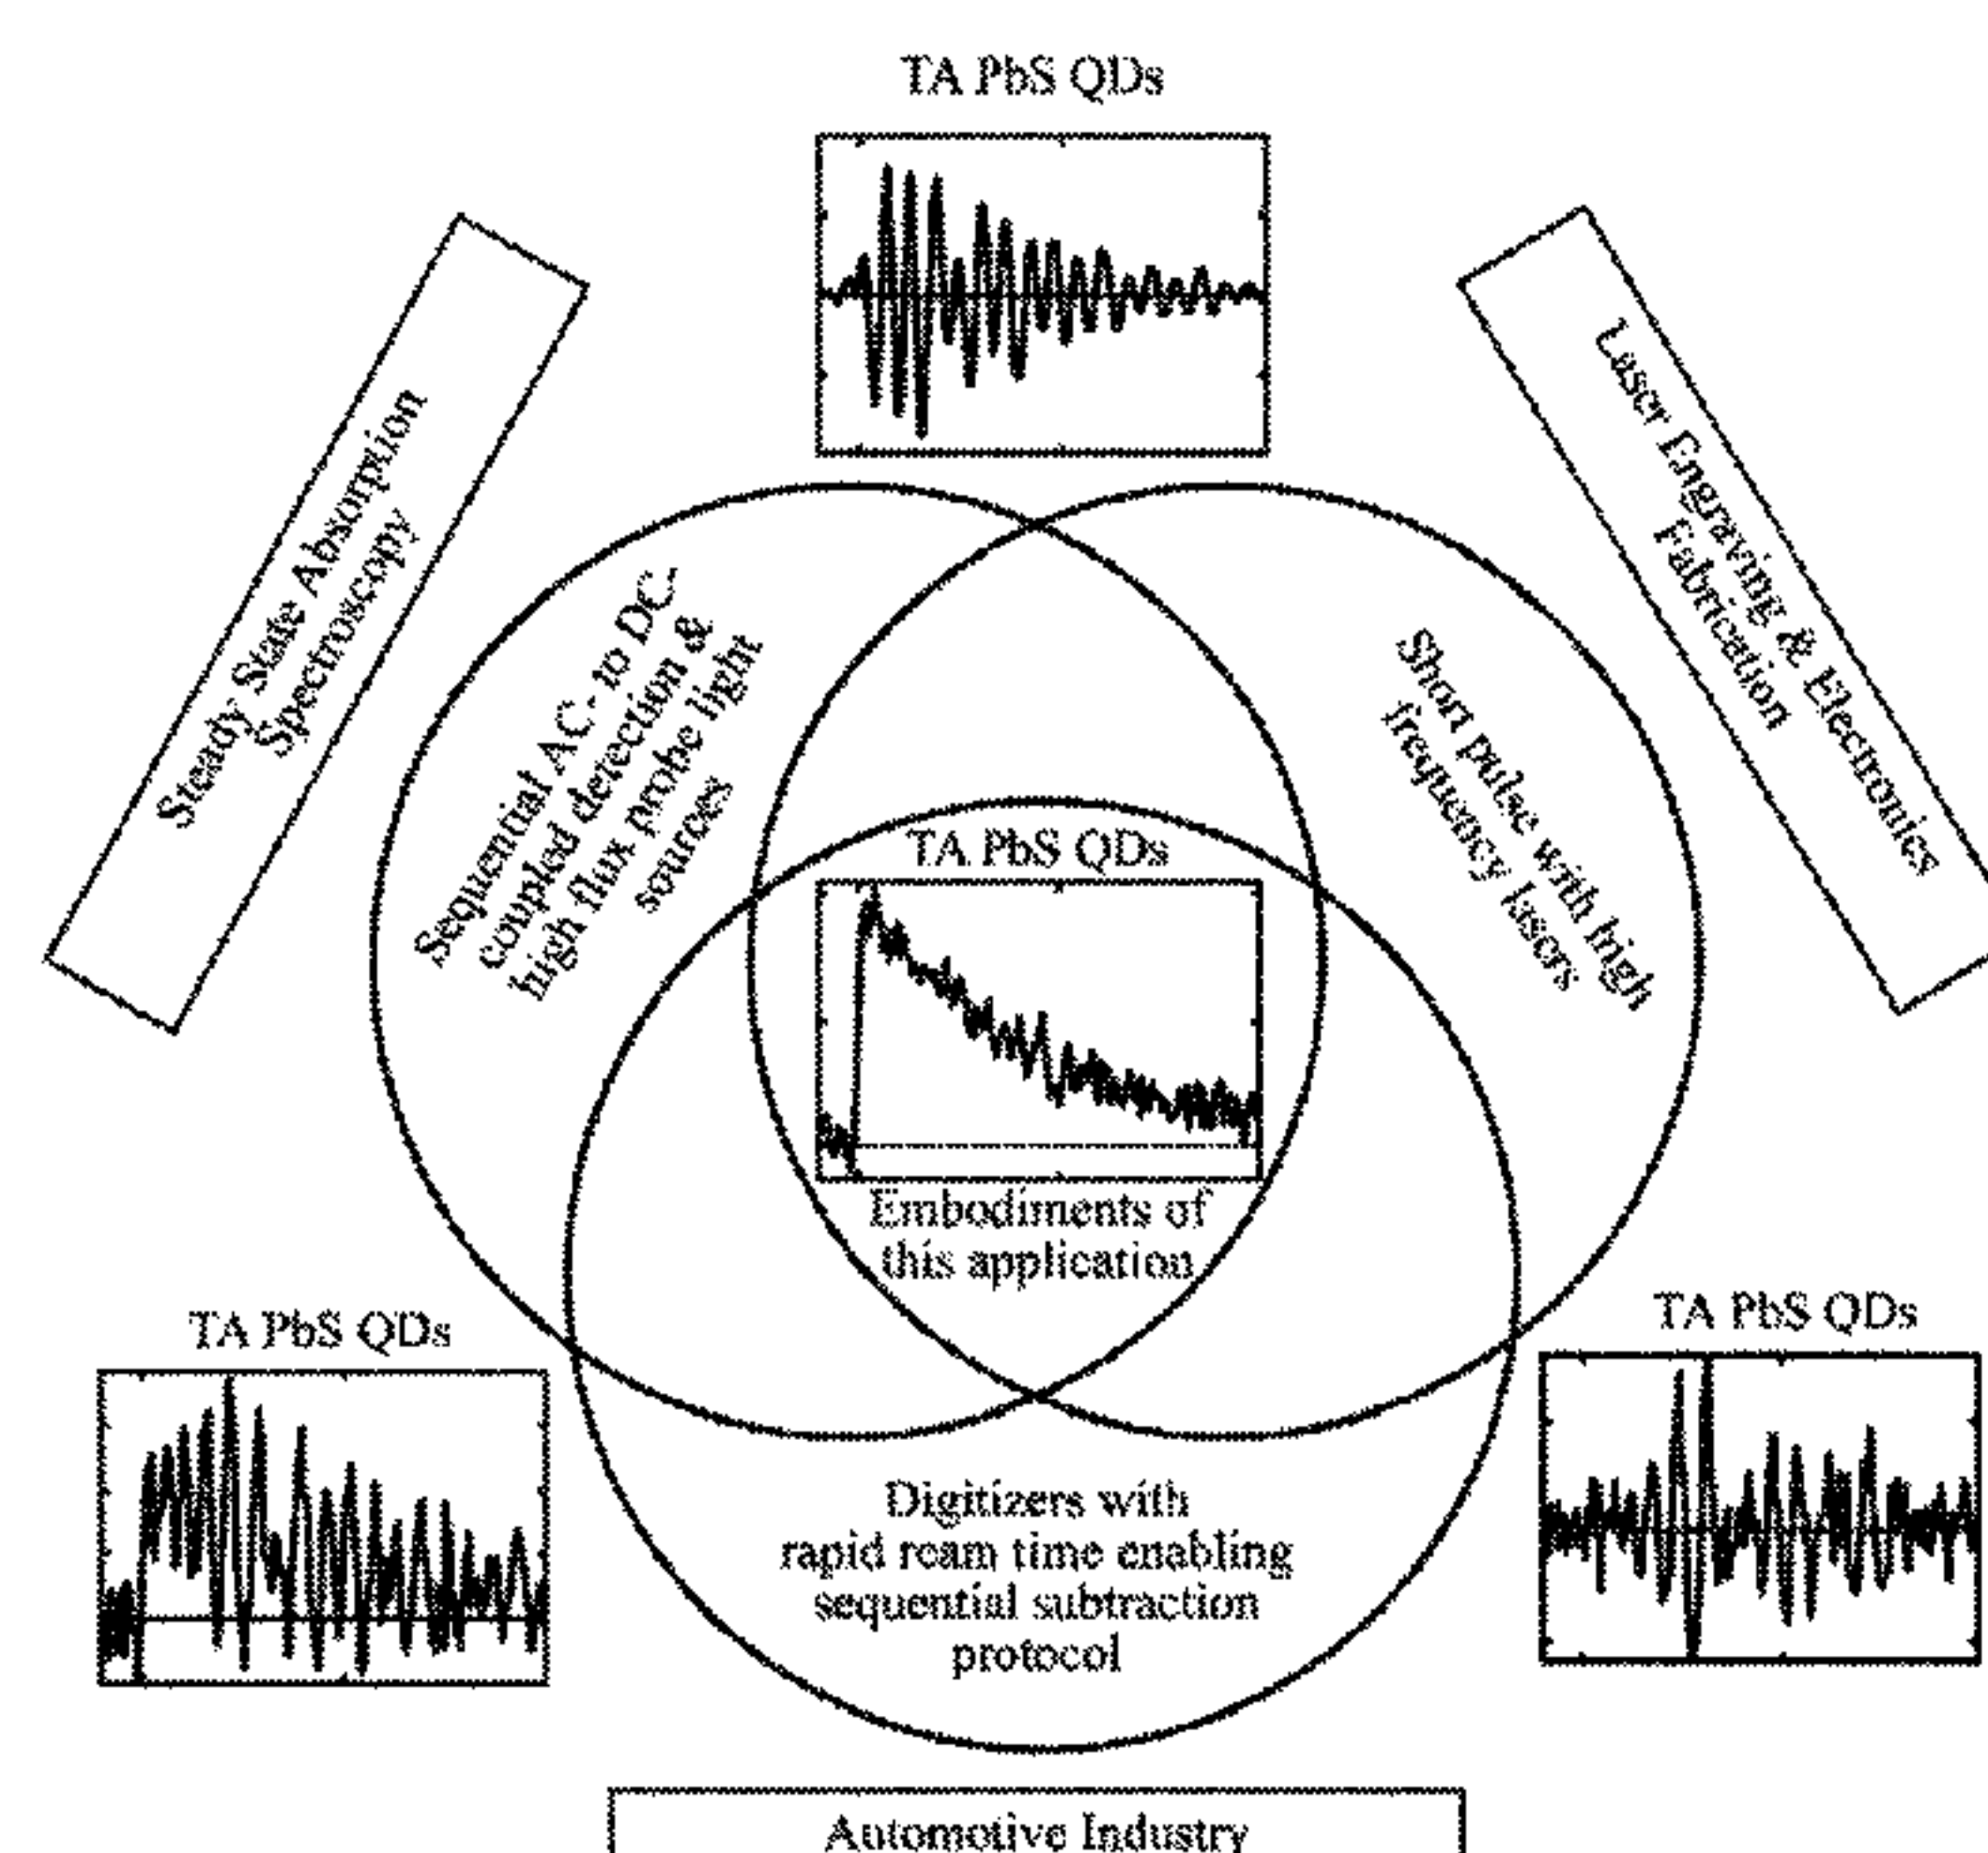 TA PbS QDs
Steady State Absorption
Spectroscopy
Laser Engraving & Electronics
Fabrication
Sequential AC- to DC-
coupled detection &
high flux probe light
sources
Short pulse with high
frequency lasers
TA PbS QDs
Embodiments of
this application
TA PbS QDs
TA PbS QDs
Digitizers with
rapid ream time enabling
sequential subtraction
protocol
Automotive Industry